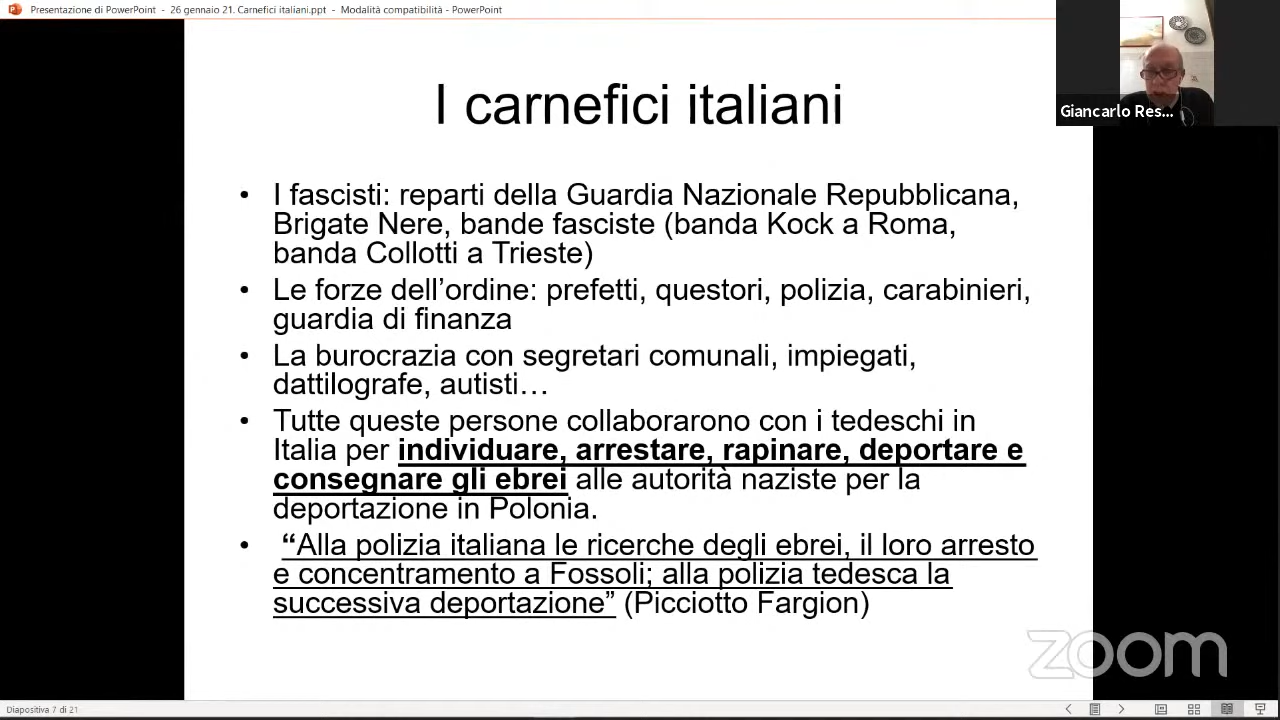 Presentazione di PowerPoint - 26 gennaio 21. Carnefici italiani.ppt - Modalità compatibilità - PowerPoint
Giancarlo Res...
I carnefici italiani
• I fascisti: reparti della Guardia Nazionale Repubblicana,
Brigate Nere, bande fasciste (banda Kock a Roma,
banda Collotti a Trieste)
• Le forze dell’ordine: prefetti, questori, polizia, carabinieri,
guardia di finanza
• La burocrazia con segretari comunali, impiegati,
dattilografe, autisti…
• Tutte queste persone collaborarono con i tedeschi in
Italia per individuare, arrestare, rapinare, deportare e
consegnare gli ebrei alle autorità naziste per la
deportazione in Polonia.
• “Alla polizia italiana le ricerche degli ebrei, il loro arresto
e concentramento a Fossoli; alla polizia tedesca la
successiva deportazione” (Picciotto Fargion)
zoom
Diapositiva 7 di 21